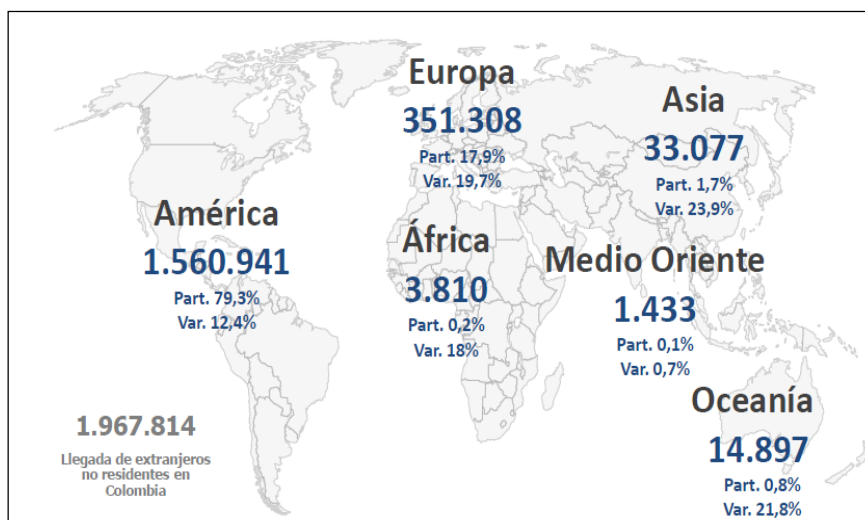 Europa
351.308
Part. 17,9%
Var. 19,7%
Asia
33.077
Part. 1,7%
Var. 23,9%
América
1.560.941
Part. 79,3%
Var. 12,4%
África
3.810
Part. 0,2%
Var. 18%
Medio Oriente
1.433
Part. 0,1%
Var. 0,7%
Oceanía
14.897
Part. 0,8%
Var. 21,8%
1.967.814
Llegada de extranjeros
no residentes en
Colombia